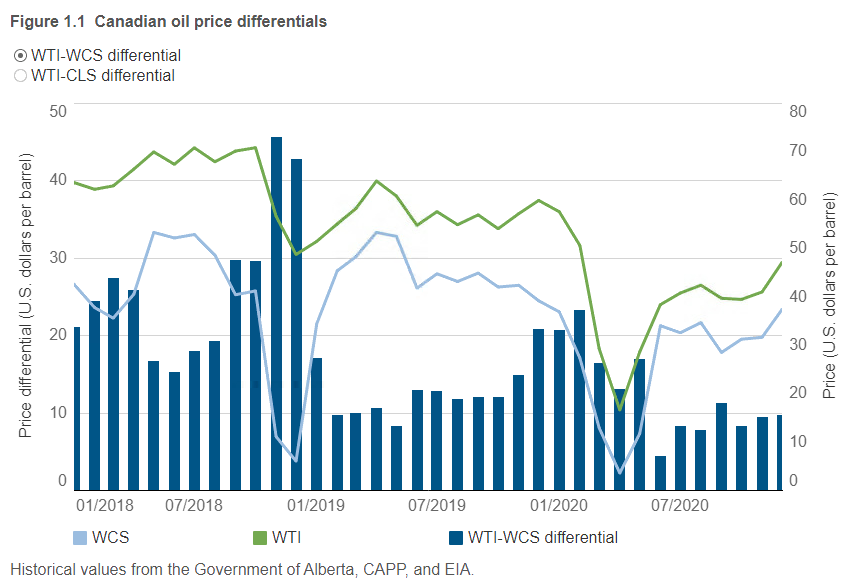 Figure 1.1 Canadian oil price differentials
WTI-WCS differential
WTI-CLS differential
Price differential (U.S. dollars per barrel)
50
40
30
20
10
0
80
70
60
50
40
30
20
10
0
Price (U.S. dollars per barrel)
01/2018 07/2018 01/2019 07/2019 01/2020 07/2020
WCS WTI WTI-WCS differential
Historical values from the Government of Alberta, CAPP, and EIA.